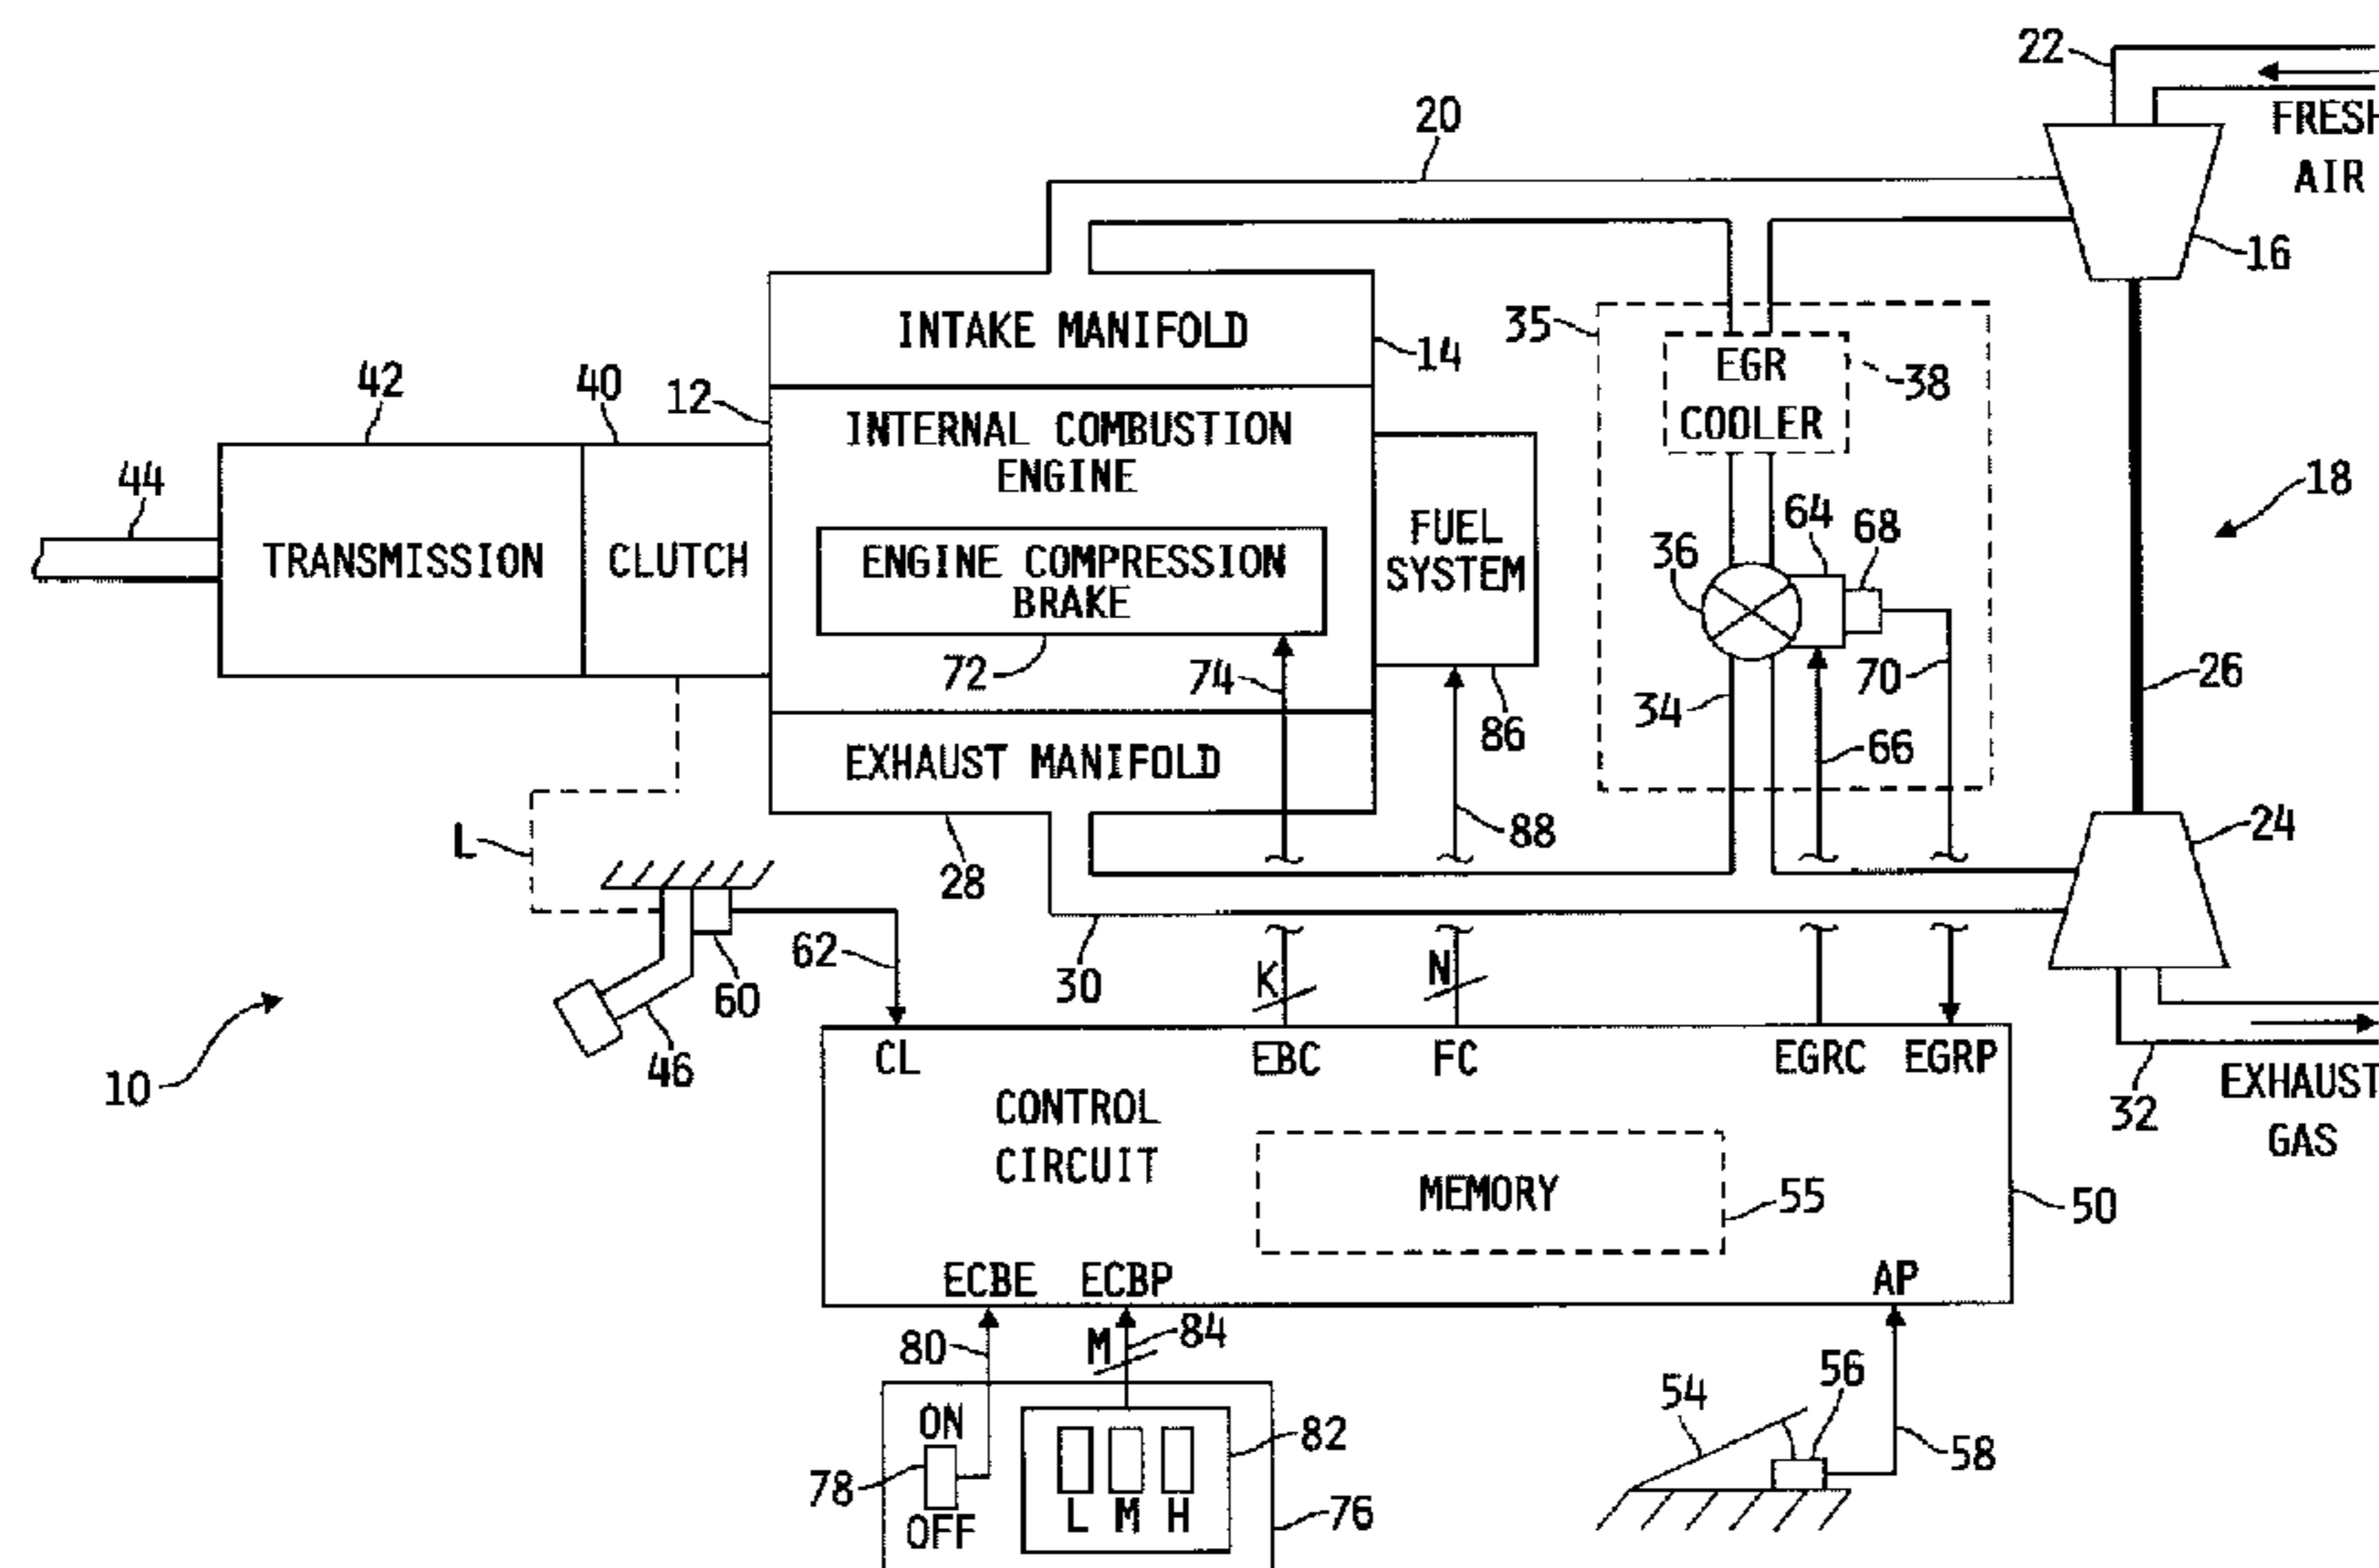 22
FRESH
AIR
20
16
INTAKE MANIFOLD
14
35
EGR
COOLER
38
42
40
12
INTERNAL COMBUSTION
ENGINE
44
TRANSMISSION
CLUTCH
FUEL
SYSTEM
ENGINE COMPRESSION
BRAKE
36
64
68
18
72
74
34
70
26
86
66
EXHAUST MANIFOLD
88
24
L
28
62
60
30
K
N
46
10
CL
EBC
FC
EGRC
EGRP
32
EXHAUST
GAS
CONTROL
CIRCUIT
MEMORY
55
50
ECBE
ECBP
AP
80
M
84
54
56
58
ON
78
OFF
L M H
82
76